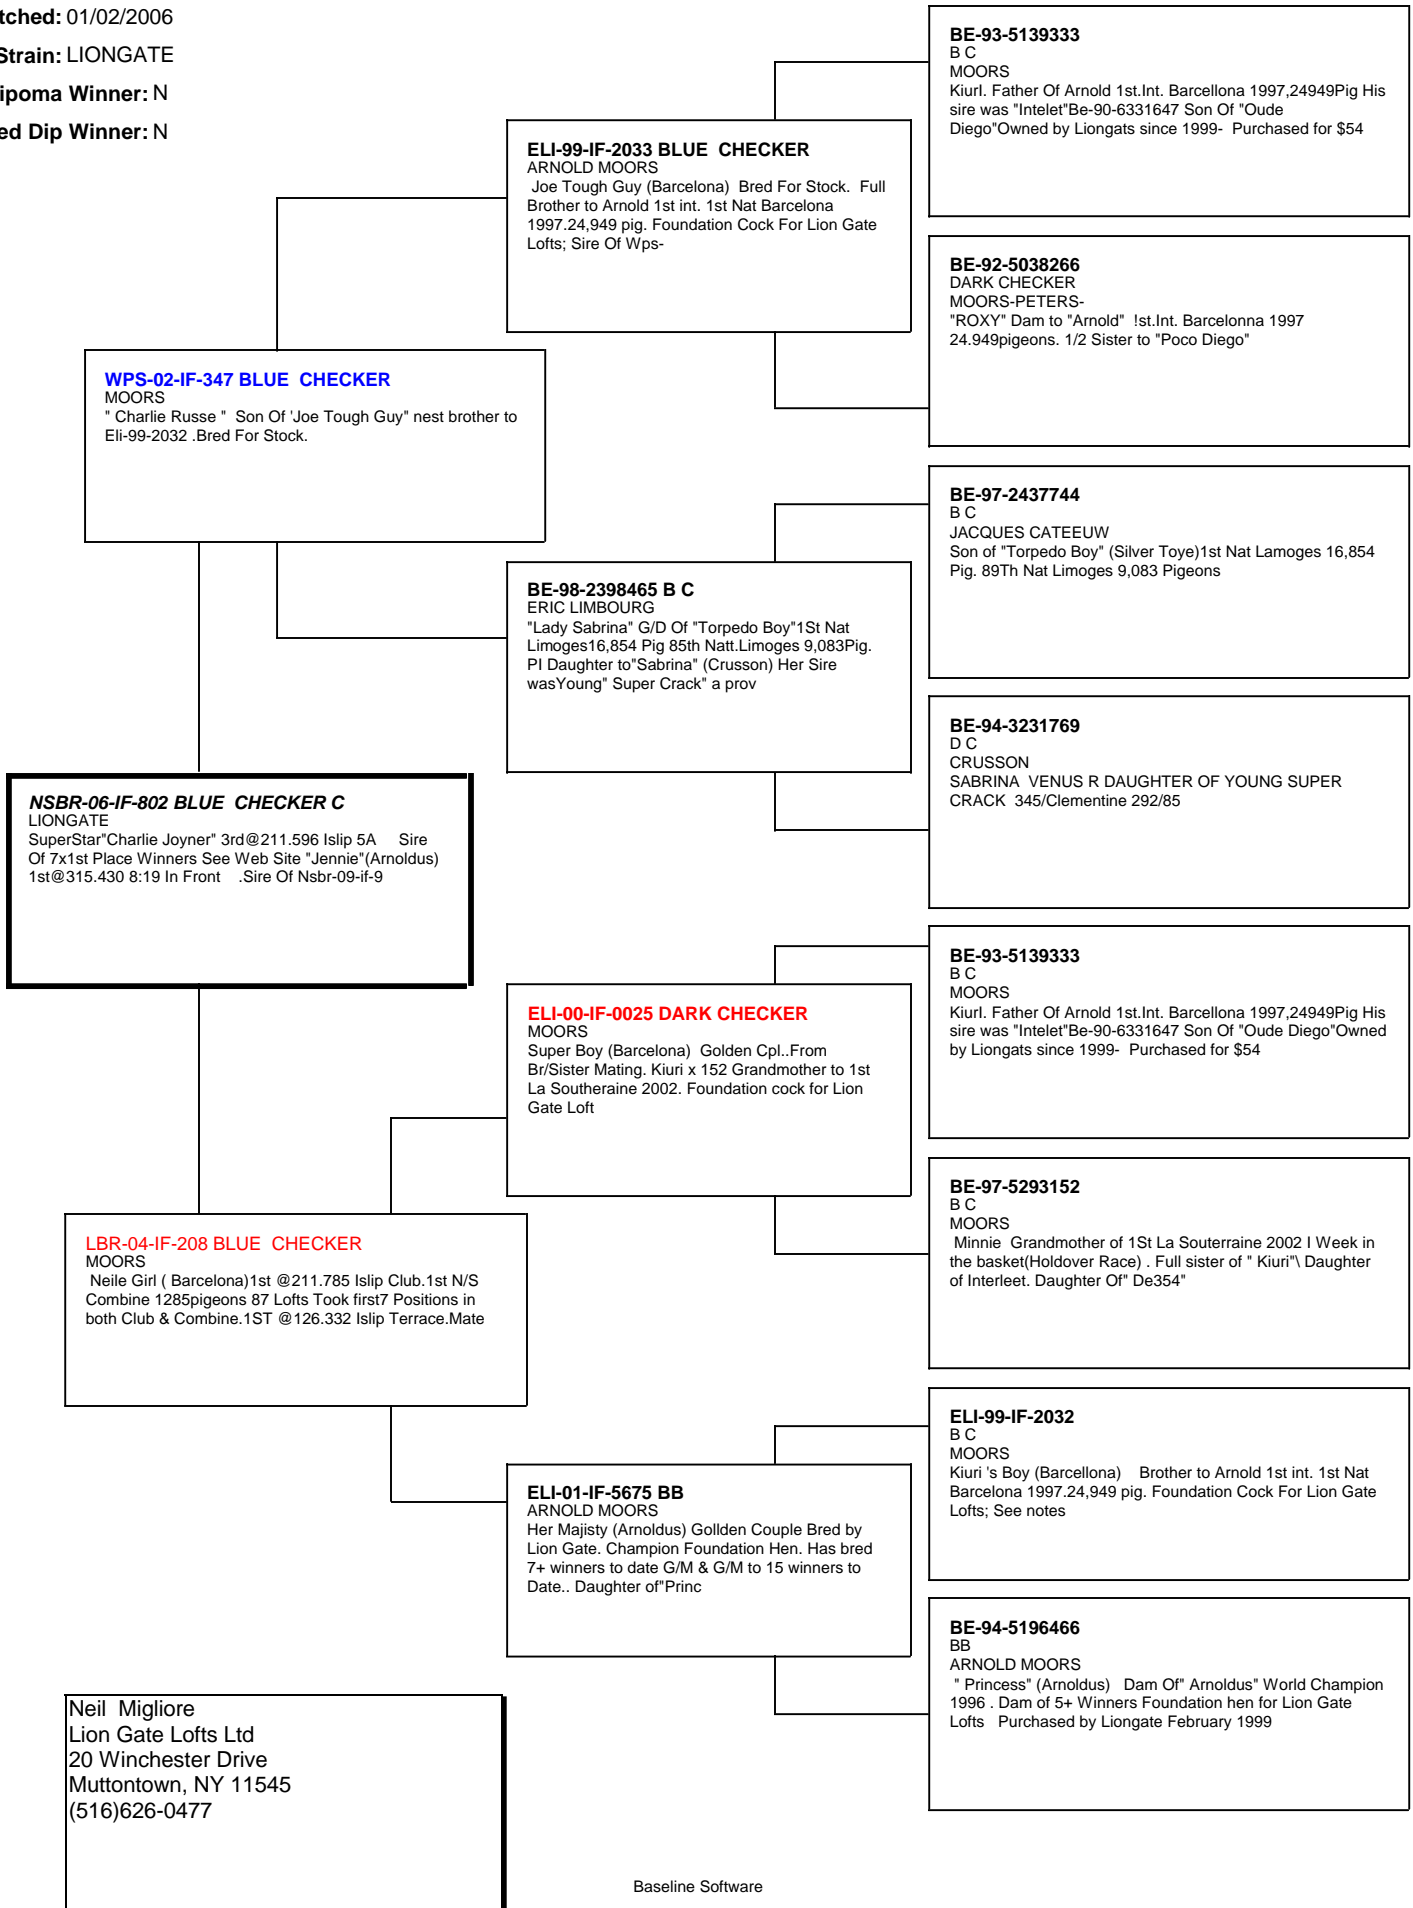 tched: 01/02/2006
Strain: LIONGATE
ipoma Winner: N
ed Dip Winner: N
BE-93-5139333
B C
MOORS
Kiurl. Father Of Arnold 1st.Int. Barcellona 1997,24949Pig His
sire was "Intelet"Be-90-6331647 Son Of "Oude
Diego"Owned by Liongats since 1999- Purchased for $54
ELI-99-IF-2033 BLUE CHECKER
ARNOLD MOORS
Joe Tough Guy (Barcelona) Bred For Stock. Full
Brother to Arnold 1st int. 1st Nat Barcelona
1997.24,949 pig. Foundation Cock For Lion Gate
Lofts; Sire Of Wps-
BE-92-5038266
DARK CHECKER
MOORS-PETERS-
"ROXY" Dam to "Arnold" !st.Int. Barcelonna 1997
24.949pigeons. 1/2 Sister to "Poco Diego"
WPS-02-IF-347 BLUE CHECKER
MOORS
" Charlie Russe " Son Of 'Joe Tough Guy" nest brother to
Eli-99-2032 .Bred For Stock.
BE-97-2437744
B C
JACQUES CATEEUW
Son of "Torpedo Boy" (Silver Toye)1st Nat Lamoges 16,854
Pig. 89Th Nat Limoges 9,083 Pigeons
BE-98-2398465 B C
ERIC LIMBOURG
"Lady Sabrina" G/D Of "Torpedo Boy"1St Nat
Limoges16,854 Pig 85th Natt.Limoges 9,083Pig.
PI Daughter to"Sabrina" (Crusson) Her Sire
wasYoung" Super Crack" a prov
BE-94-3231769
D C
CRUSSON
SABRINA VENUS R DAUGHTER OF YOUNG SUPER
CRACK 345/Clementine 292/85
NSBR-06-IF-802 BLUE CHECKER C
LIONGATE
SuperStar"Charlie Joyner" 3rd@211.596 Islip 5A Sire
Of 7x1st Place Winners See Web Site "Jennie"(Arnoldus)
1st@315.430 8:19 In Front .Sire Of Nsbr-09-if-9
BE-93-5139333
B C
MOORS
Kiurl. Father Of Arnold 1st.Int. Barcellona 1997,24949Pig His
sire was "Intelet"Be-90-6331647 Son Of "Oude Diego"Owned
by Liongats since 1999- Purchased for $54
ELI-00-IF-0025 DARK CHECKER
MOORS
Super Boy (Barcelona) Golden Cpl..From
Br/Sister Mating. Kiuri x 152 Grandmother to 1st
La Southeraine 2002. Foundation cock for Lion
Gate Loft
BE-97-5293152
B C
MOORS
Minnie Grandmother of 1St La Souterraine 2002 I Week in
the basket(Holdover Race) . Full sister of " Kiuri"\ Daughter
of Interleet. Daughter Of" De354"
LBR-04-IF-208 BLUE CHECKER
MOORS
Neile Girl ( Barcelona)1st @211.785 Islip Club.1st N/S
Combine 1285pigeons 87 Lofts Took first7 Positions in
both Club & Combine.1ST @126.332 Islip Terrace.Mate
ELI-99-IF-2032
B C
MOORS
Kiuri 's Boy (Barcellona) Brother to Arnold 1st int. 1st Nat
Barcelona 1997.24,949 pig. Foundation Cock For Lion Gate
Lofts; See notes
ELI-01-IF-5675 BB
ARNOLD MOORS
Her Majisty (Arnoldus) Gollden Couple Bred by
Lion Gate. Champion Foundation Hen. Has bred
7+ winners to date G/M & G/M to 15 winners to
Date.. Daughter of"Princ
BE-94-5196466
BB
ARNOLD MOORS
" Princess" (Arnoldus) Dam Of" Arnoldus" World Champion
1996 . Dam of 5+ Winners Foundation hen for Lion Gate
Lofts Purchased by Liongate February 1999
Neil Migliore
Lion Gate Lofts Ltd
20 Winchester Drive
Muttontown, NY 11545
(516)626-0477
Baseline Software